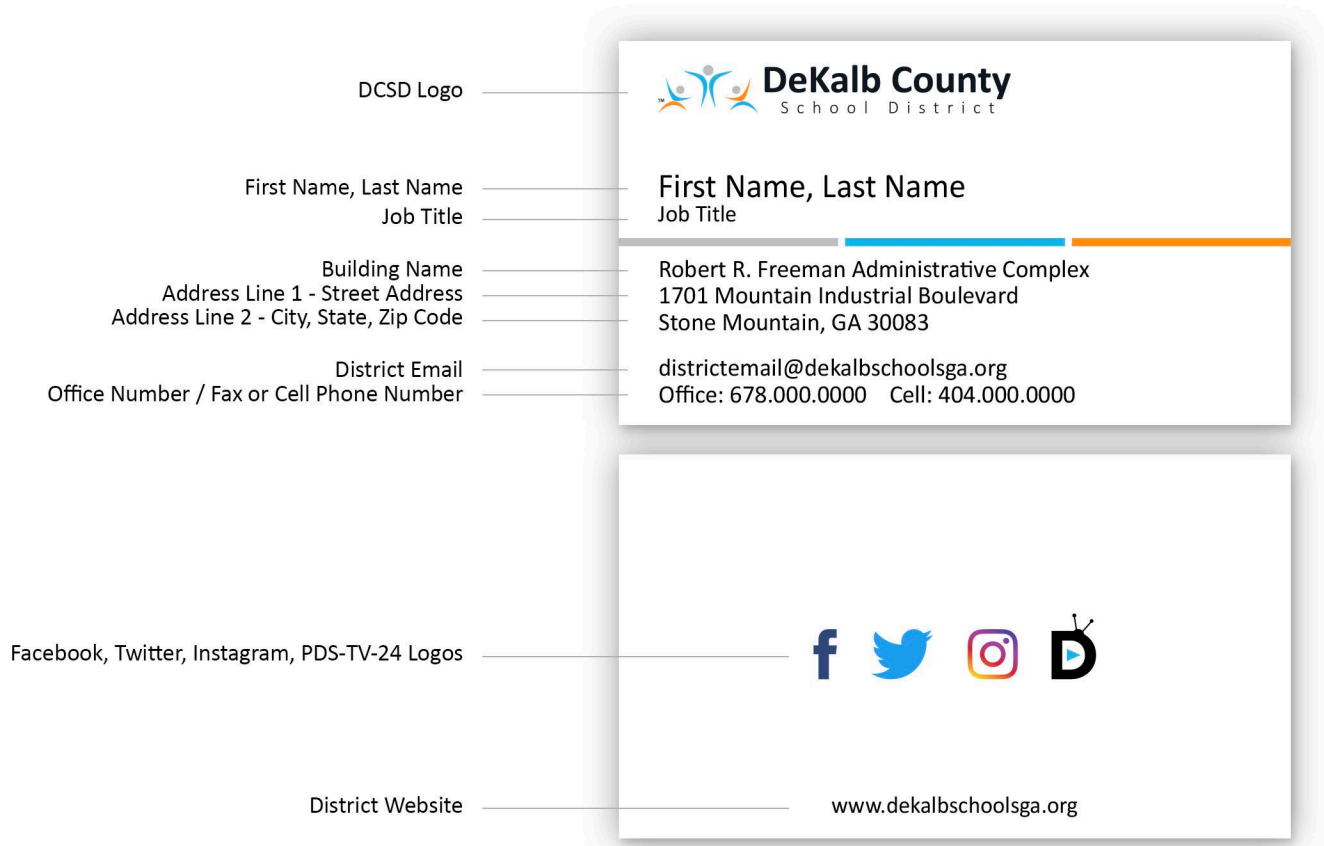 DCSD Logo
DeKalb County
School District
™
First Name, Last Name
First Name, Last Name
Job Title
Job Title
Building Name
Robert R. Freeman Administrative Complex
Address Line 1 - Street Address
1701 Mountain Industrial Boulevard
Address Line 2 - City, State, Zip Code
Stone Mountain, GA 30083
District Email
districtemail@dekalbschoolsga.org
Office Number / Fax or Cell Phone Number
Office: 678.000.0000 Cell: 404.000.0000
Facebook, Twitter, Instagram, PDS-TV-24 Logos
f
D
District Website
www.dekalbschoolsga.org